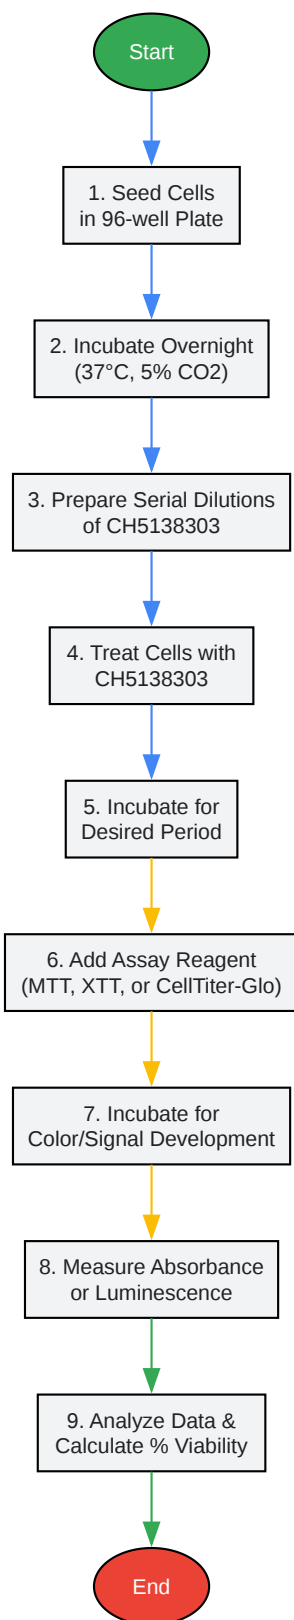 Start
1. Seed Cells
in 96-well Plate
2. Incubate Overnight
(37°C, 5% CO2)
3. Prepare Serial Dilutions
of CH5138303
4. Treat Cells with
CH5138303
5. Incubate for
Desired Period
6. Add Assay Reagent
(MTT, XTT, or CellTiter-Glo)
7. Incubate for
Color/Signal Development
8. Measure Absorbance
or Luminescence
9. Analyze Data &
Calculate % Viability
End